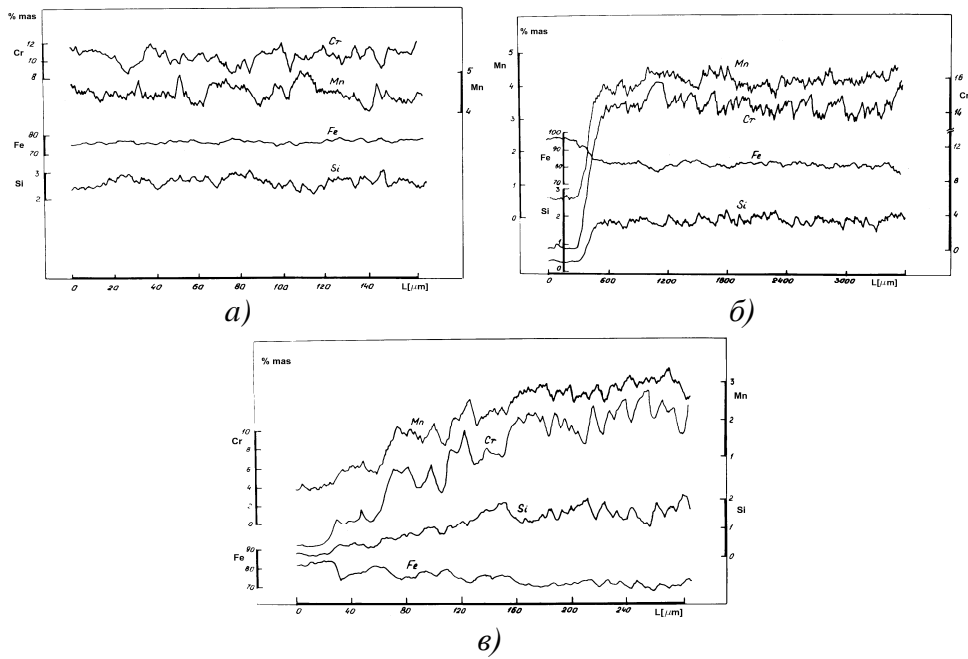 % mas
Cr
12
10
8
Cr
Mn
5
4
Mn
Fe
80
70
Fe
Si
3
2
Si
0 20 40 60 80 100 120 140 L[μm]
а)
% mas
Mn
5
4
3
2
1
0
Fe
100
90
80
70
Si
3
2
1
0
Mn
Cr
Fe
Si
16
Cr
14
12
8
4
0
600 1200 1800 2400 3000 L[μm]
б)
% mas
Cr
10
8
6
4
2
0
Fe
90
80
70
Mn
Cr
Si
Fe
3
Mn
2
1
2
Si
1
0
0 40 80 120 160 200 240 L[μm]
в)